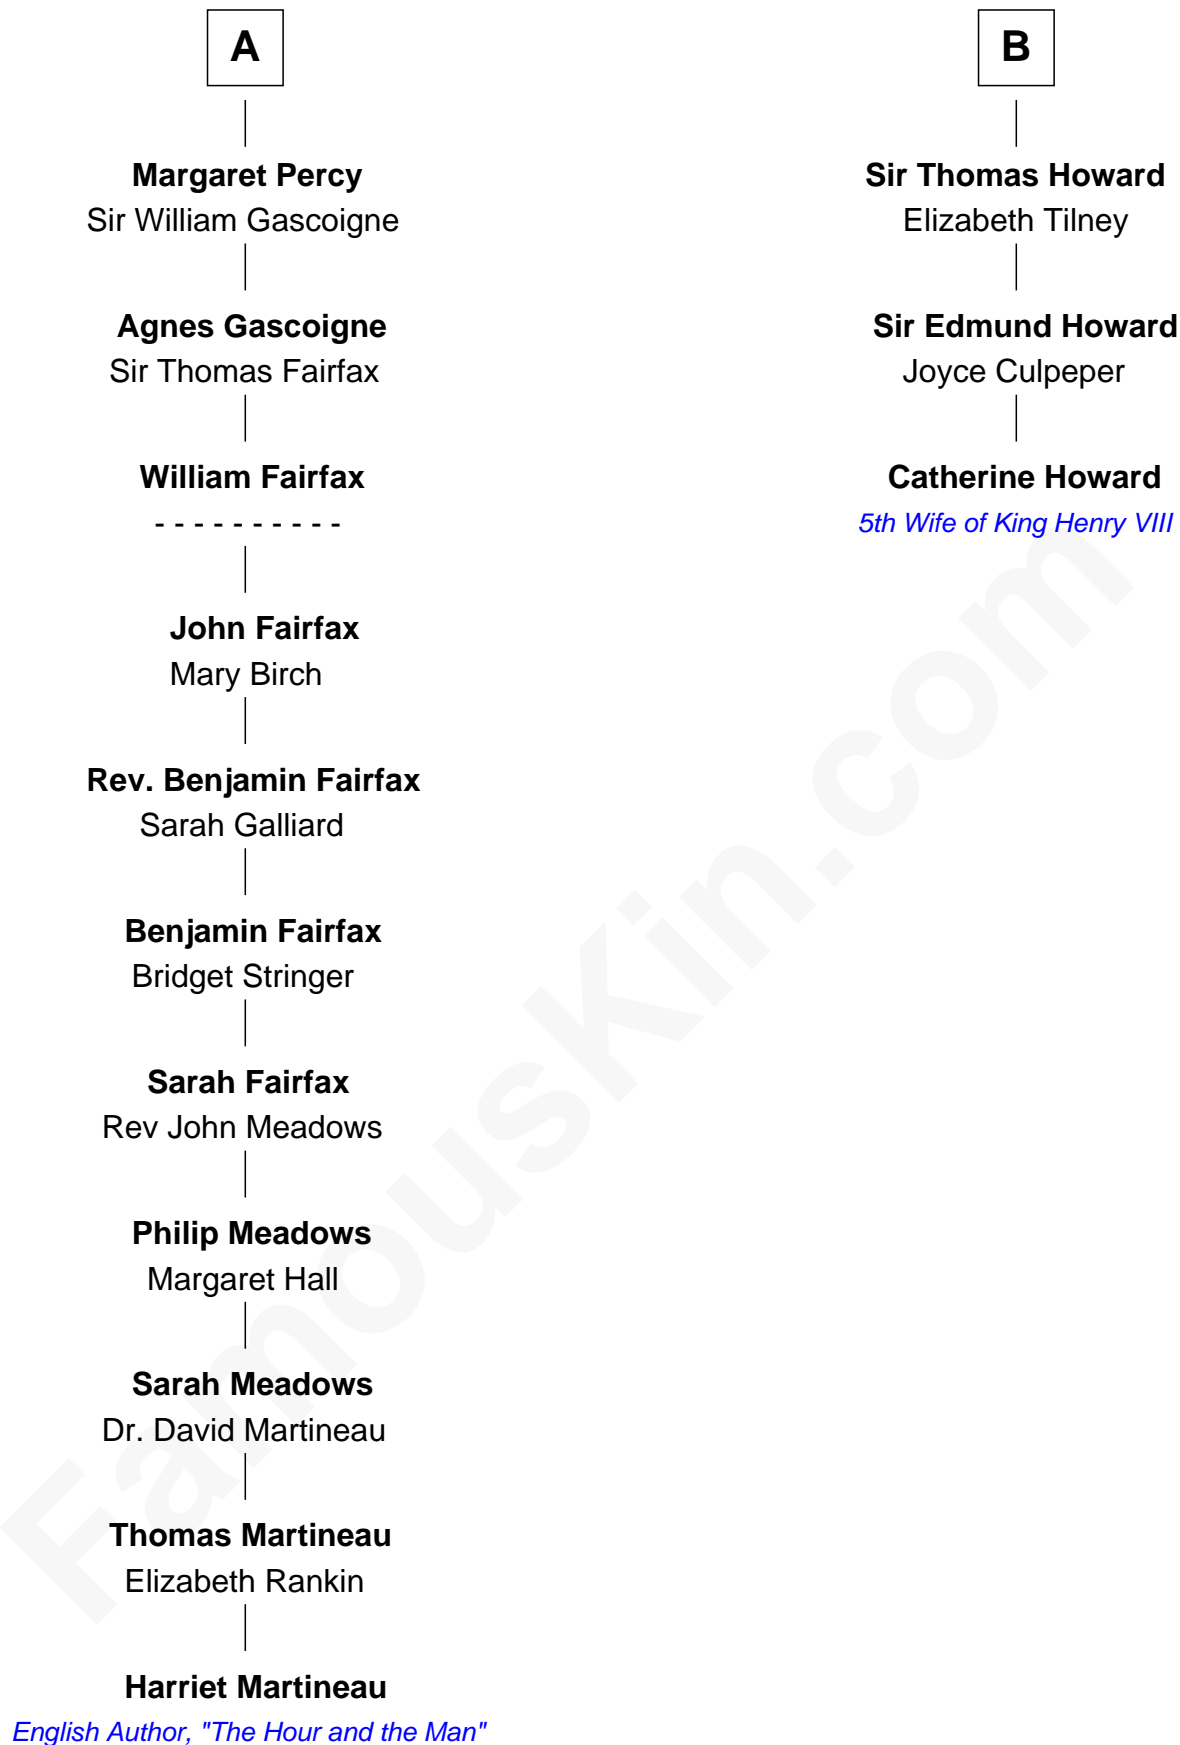 A
Margaret Percy
Sir William Gascoigne
Agnes Gascoigne
Sir Thomas Fairfax
William Fairfax
- - - - - - - - - -
John Fairfax
Mary Birch
Rev. Benjamin Fairfax
Sarah Galliard
Benjamin Fairfax
Bridget Stringer
Sarah Fairfax
Rev John Meadows
Philip Meadows
Margaret Hall
Sarah Meadows
Dr. David Martineau
Thomas Martineau
Elizabeth Rankin
Harriet Martineau
English Author, "The Hour and the Man"
B
Sir Thomas Howard
Elizabeth Tilney
Sir Edmund Howard
Joyce Culpeper
Catherine Howard
5th Wife of King Henry VIII
FamousKin.com